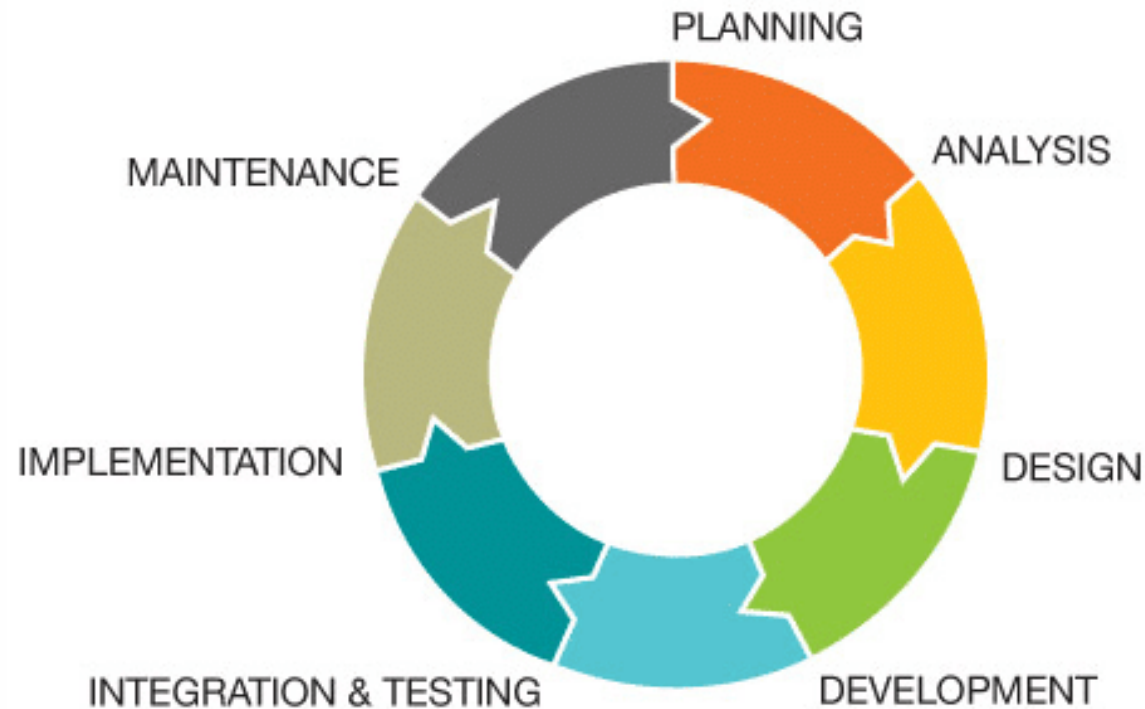 PLANNING
ANALYSIS
DESIGN
DEVELOPMENT
INTEGRATION & TESTING
IMPLEMENTATION
MAINTENANCE